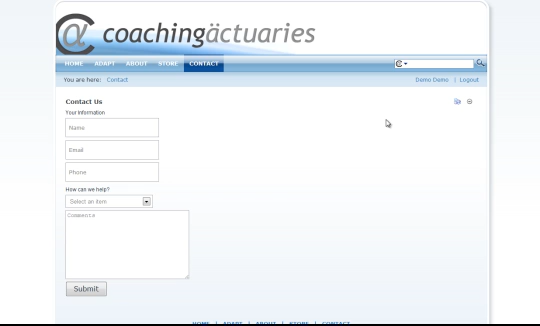 @ coachingäctuaries
HOME ADAPT ABOUT STORE CONTACT
You are here: Contact Demo Demo | Logout
Contact Us
Your Information
Name
Email
Phone
How can we help?
Select an item
Comments
Submit
HOME | ADAPT | ABOUT | STORE | CONTACT